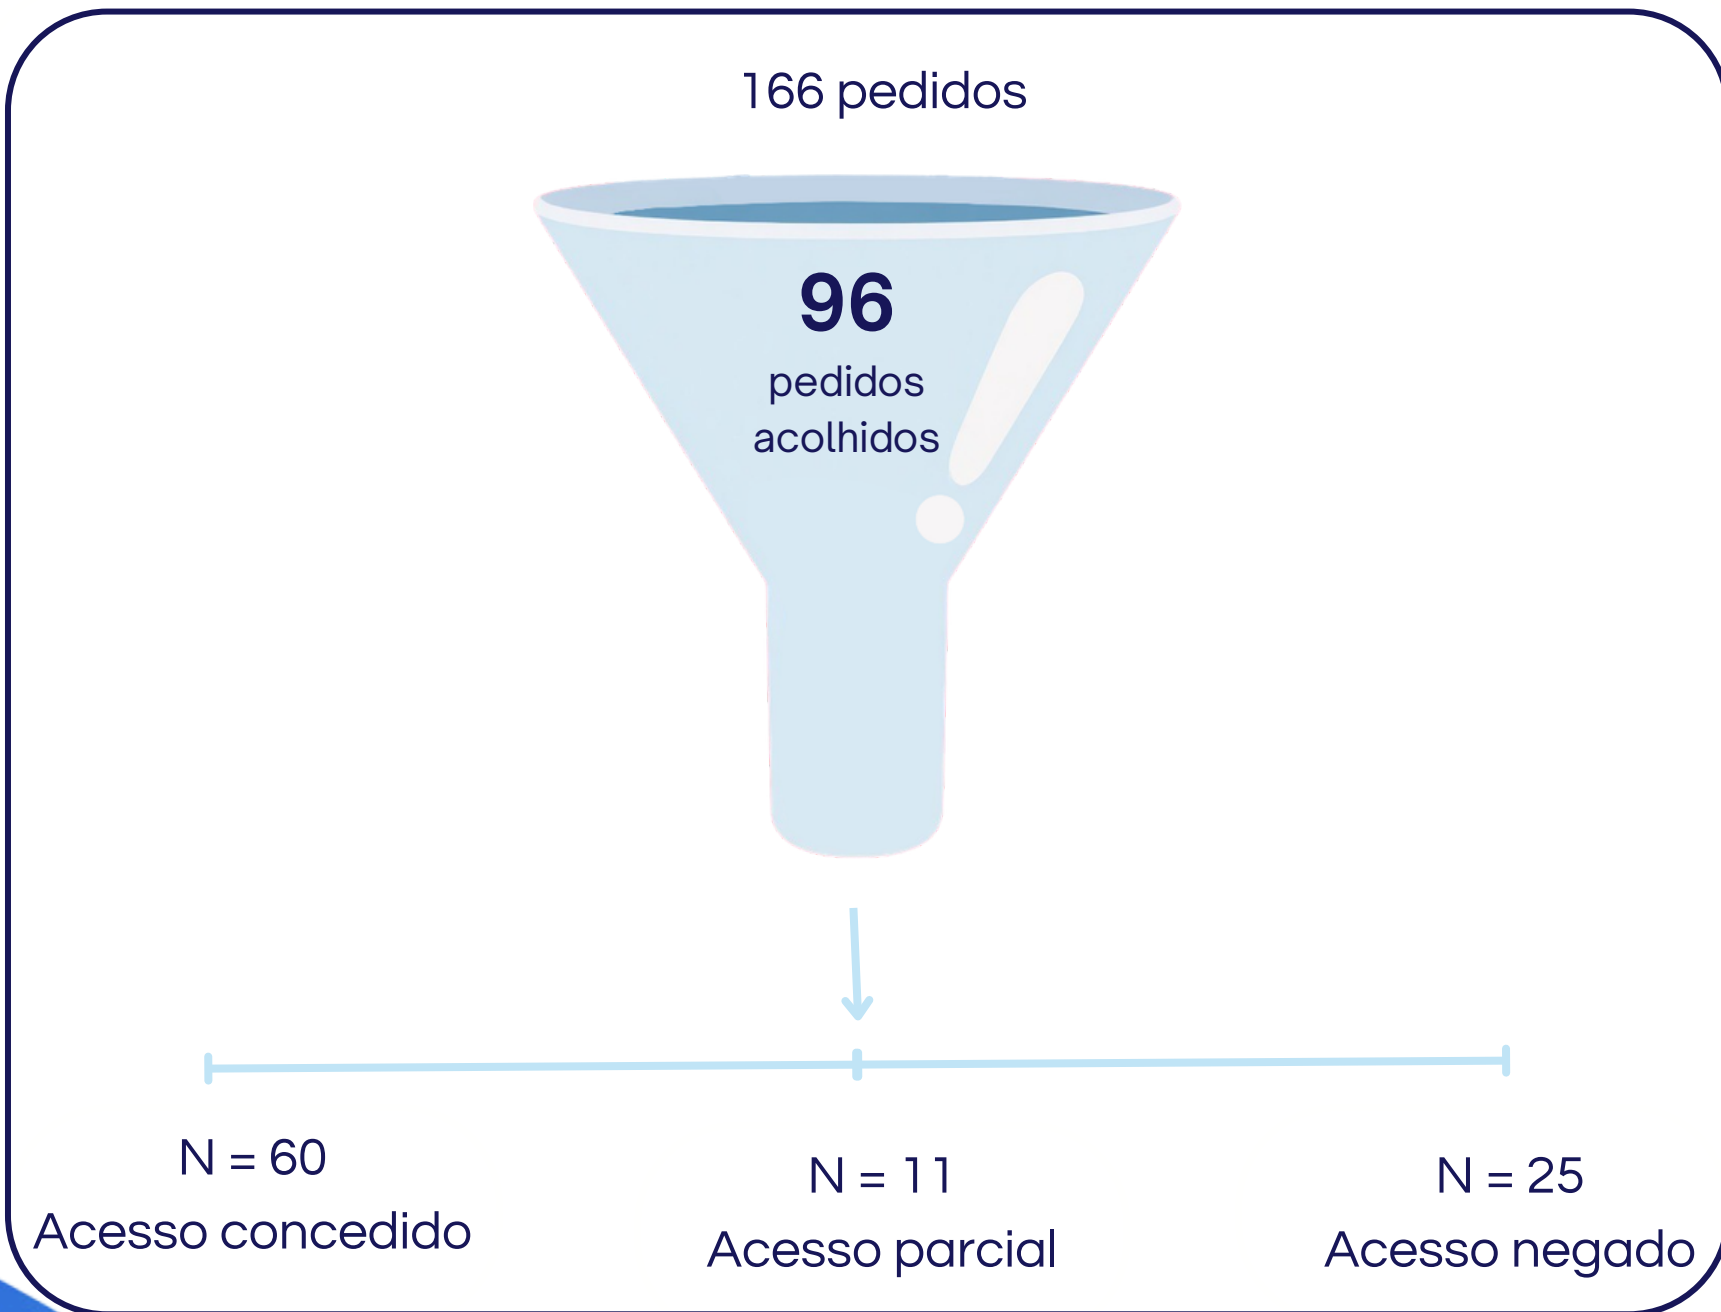 166 pedidos
96
pedidos
acolhidos
N = 60
Acesso concedido
N = 11
Acesso parcial
N = 25
Acesso negado